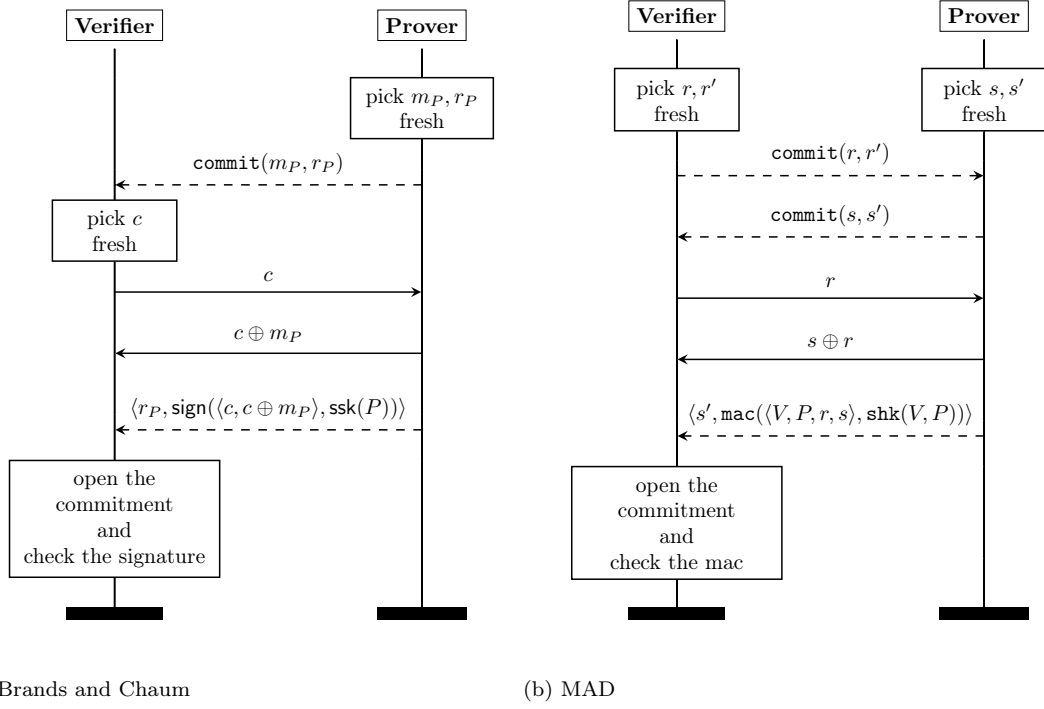 Verifier
Prover
pick m_P, r_P
fresh
commit(m_P, r_P)
pick c
fresh
c
c ⊕ m_P
⟨r_P, sign(⟨c, c ⊕ m_P⟩, ssk(P))⟩
open the
commitment
and
check the signature
Brands and Chaum
Verifier
Prover
pick r, r′
fresh
pick s, s′
fresh
commit(r, r′)
commit(s, s′)
r
s ⊕ r
⟨s′, mac(⟨V, P, r, s⟩, shk(V, P))⟩
open the
commitment
and
check the mac
(b) MAD